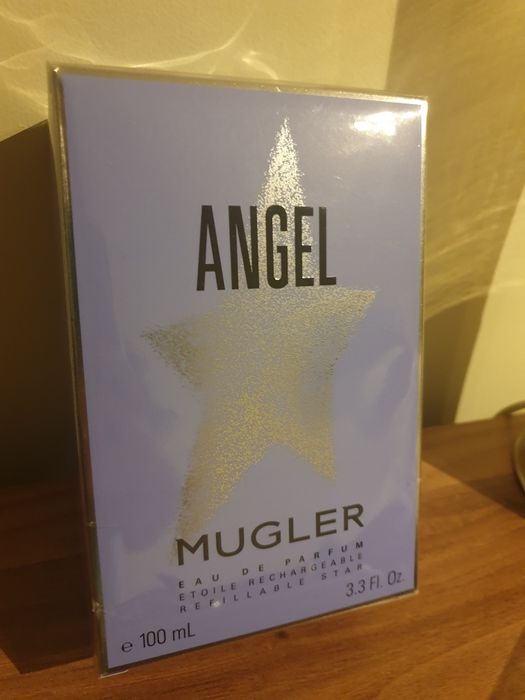 ANGEL
MUGLER
EAU DE PARFUM
ETOILE RECHARGEABLE
REFILLABLE STAR
3.3 Fl. Oz.
e 100 mL